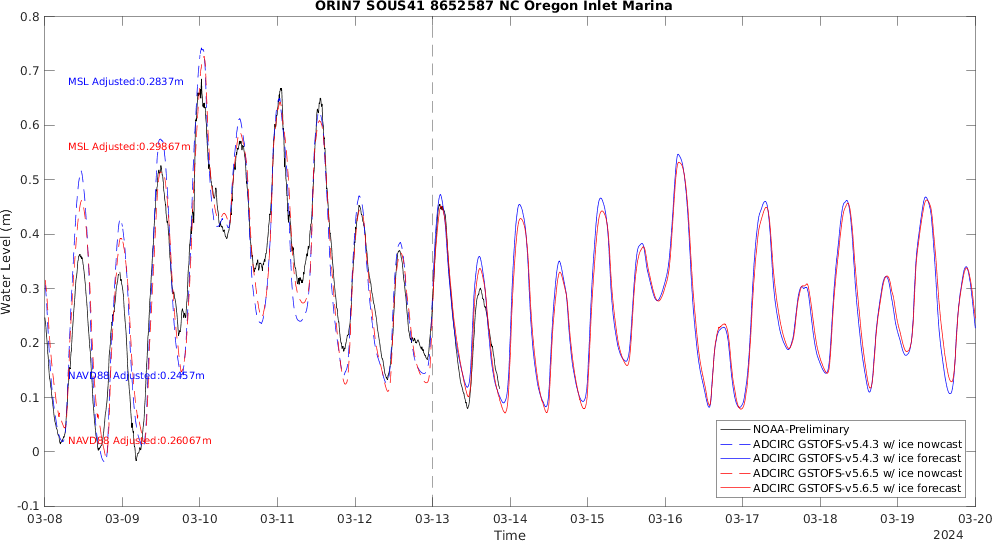 ORIN7 SOUS41 8652587 NC Oregon Inlet Marina
0.8
0.7
0.6
0.5
0.4
0.3
0.2
0.1
0
-0.1
Water Level (m)
MSL Adjusted:0.2837m
MSL Adjusted:0.29867m
NAVD88 Adjusted:0.2457m
NAVD88 Adjusted:0.26067m
NOAA-Preliminary
ADCIRC GSTOFS-v5.4.3 w/ ice nowcast
ADCIRC GSTOFS-v5.4.3 w/ ice forecast
ADCIRC GSTOFS-v5.6.5 w/ ice nowcast
ADCIRC GSTOFS-v5.6.5 w/ ice forecast
03-08 03-09 03-10 03-11 03-12 03-13 03-14 03-15 03-16 03-17 03-18 03-19 03-20
Time
2024